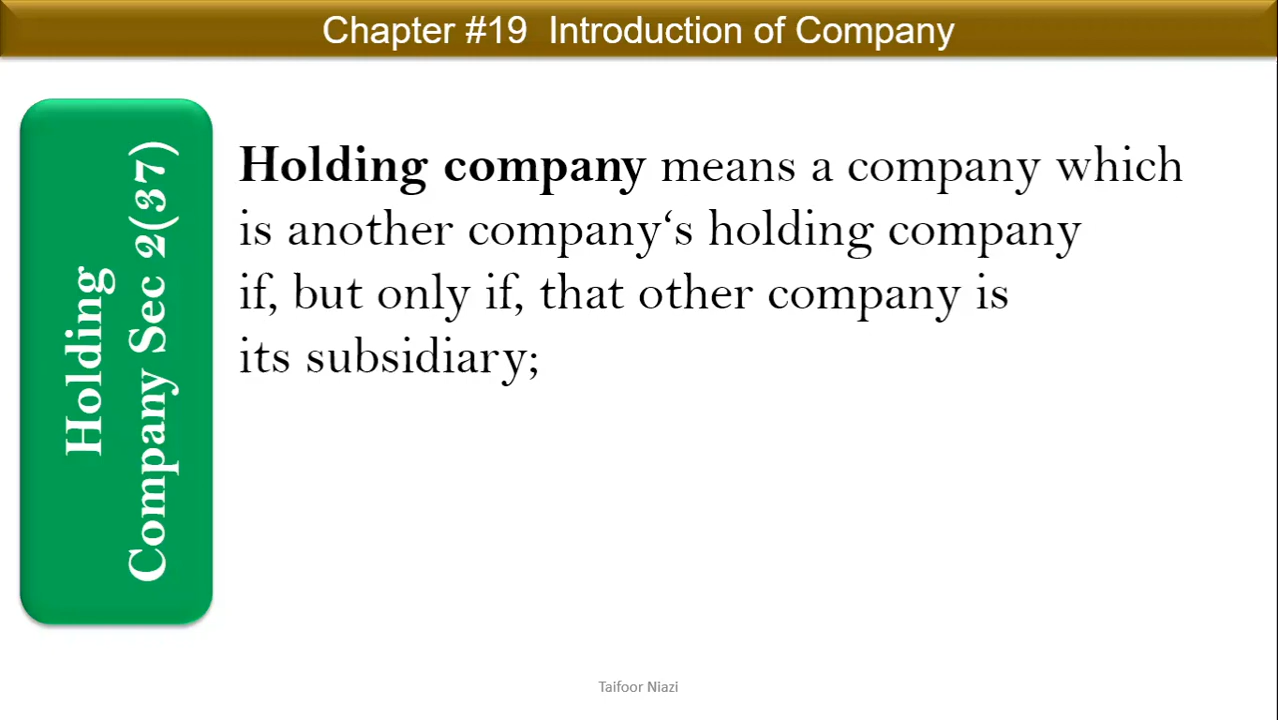 Chapter #19 Introduction of Company
Holding
Company Sec 2(37)
Holding company means a company which
is another company‘s holding company
if, but only if, that other company is
its subsidiary;
Taifoor Niazi